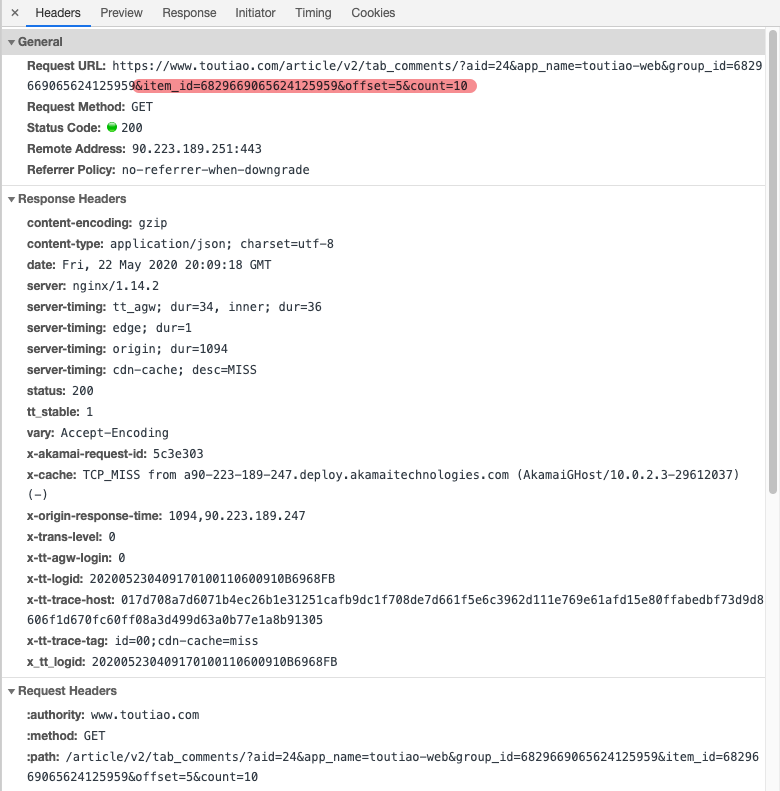 × Headers Preview Response Initiator Timing Cookies
General
Request URL: https://www.toutiao.com/article/v2/tab_comments/?aid=24&app_name=toutiao-web&group_id=6829
669065624125959&item_id=6829669065624125959&offset=5&count=10
Request Method: GET
Status Code: 200
Remote Address: 90.223.189.251:443
Referrer Policy: no-referrer-when-downgrade
Response Headers
content-encoding: gzip
content-type: application/json; charset=utf-8
date: Fri, 22 May 2020 20:09:18 GMT
server: nginx/1.14.2
server-timing: tt_agw; dur=34, inner; dur=36
server-timing: edge; dur=1
server-timing: origin; dur=1094
server-timing: cdn-cache; desc=MISS
status: 200
tt_stable: 1
vary: Accept-Encoding
x-akamai-request-id: 5c3e303
x-cache: TCP_MISS from a90-223-189-247.deploy.akamaitechnologies.com (AkamaiGHost/10.0.2.3-29612037)
(-)
x-origin-response-time: 1094,90.223.189.247
x-trans-level: 0
x-tt-agw-login: 0
x-tt-logid: 202005230409170100110600910B6968FB
x-tt-trace-host: 017d708a7d6071b4ec26b1e31251cafb9dc1f708de7d661f5e6c3962d111e769e61afd15e80ffabedbf73d9d8
606f1d670fc60ff08a3d499d63a0b77e1a8b91305
x-tt-trace-tag: id=00;cdn-cache=miss
x_tt_logid: 202005230409170100110600910B6968FB
Request Headers
:authority: www.toutiao.com
:method: GET
:path: /article/v2/tab_comments/?aid=24&app_name=toutiao-web&group_id=6829669065624125959&item_id=68296
69065624125959&offset=5&count=10